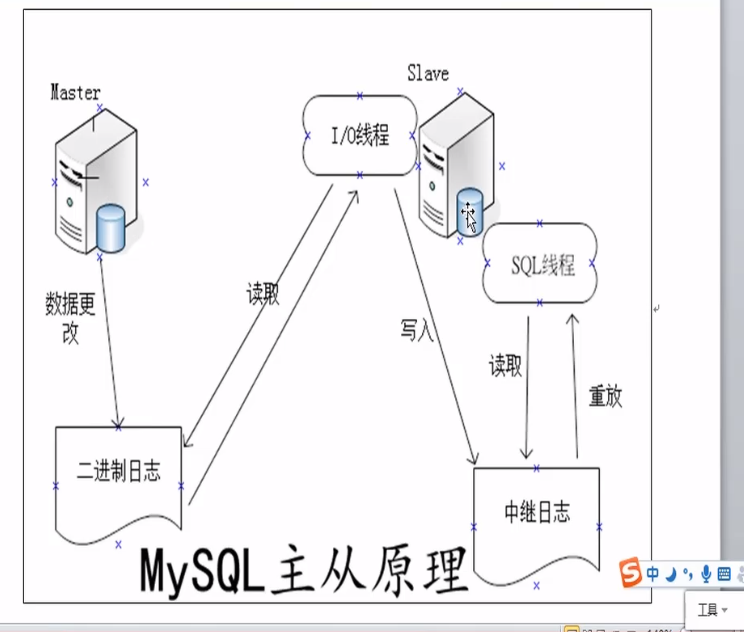 Slave
Master
I/O线程
SQL线程
数据更
改
读取
写入
读取
重放
二进制日志
中继日志
MySQL主从原理
中
工具